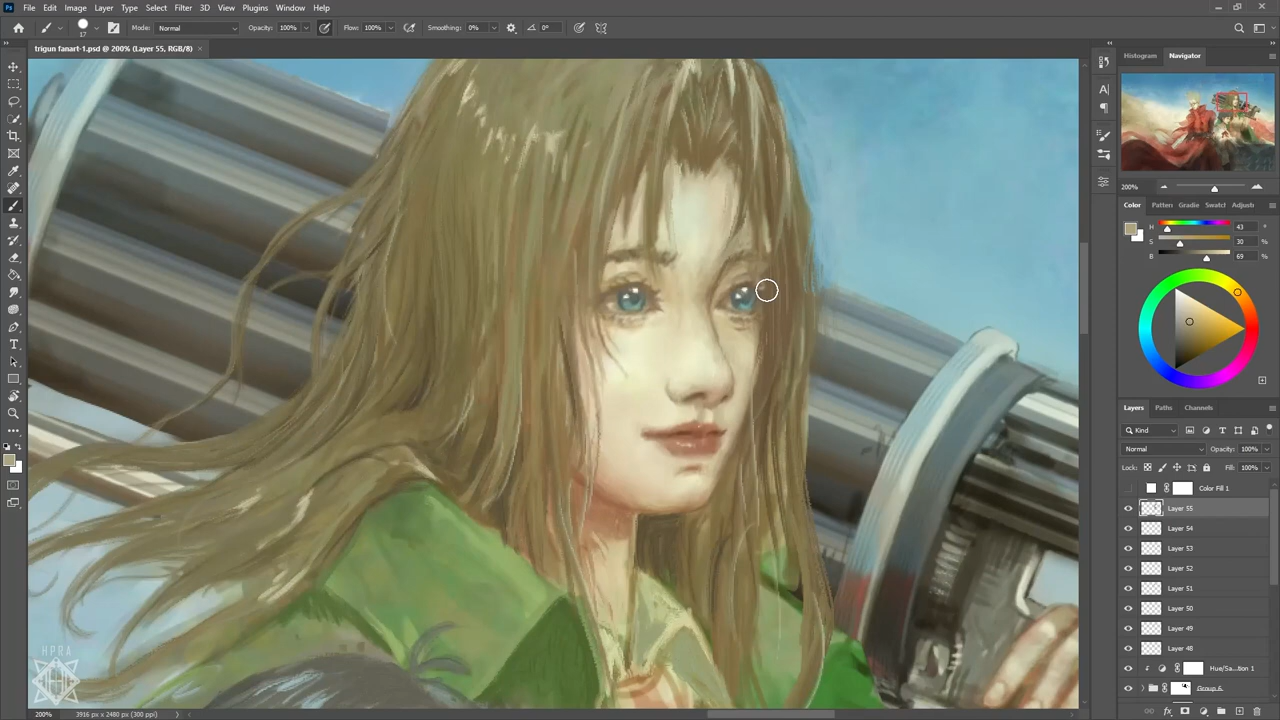 File Edit Image Layer Type Select Filter 3D View Plugins Window Help
17 Mode: Normal Opacity: 100% Flow: 100% Smoothing: 0% 0°
trigun fanart-1.psd @ 200% (Layer 55, RGB/8) ×
Histogram Navigator
200%
Color Pattern Gradie Swatcl Adjustn
H 43 °
S 30 %
B 69 %
Layers Paths Channels
Kind
Normal Opacity: 100%
Lock: Fill: 100%
Color Fill 1
Layer 55
Layer 54
Layer 53
Layer 52
Layer 51
Layer 50
Layer 49
Layer 48
Hue/Sa...tion 1
Group 6
HPRA
200% 3916 px x 2480 px (300 ppi)